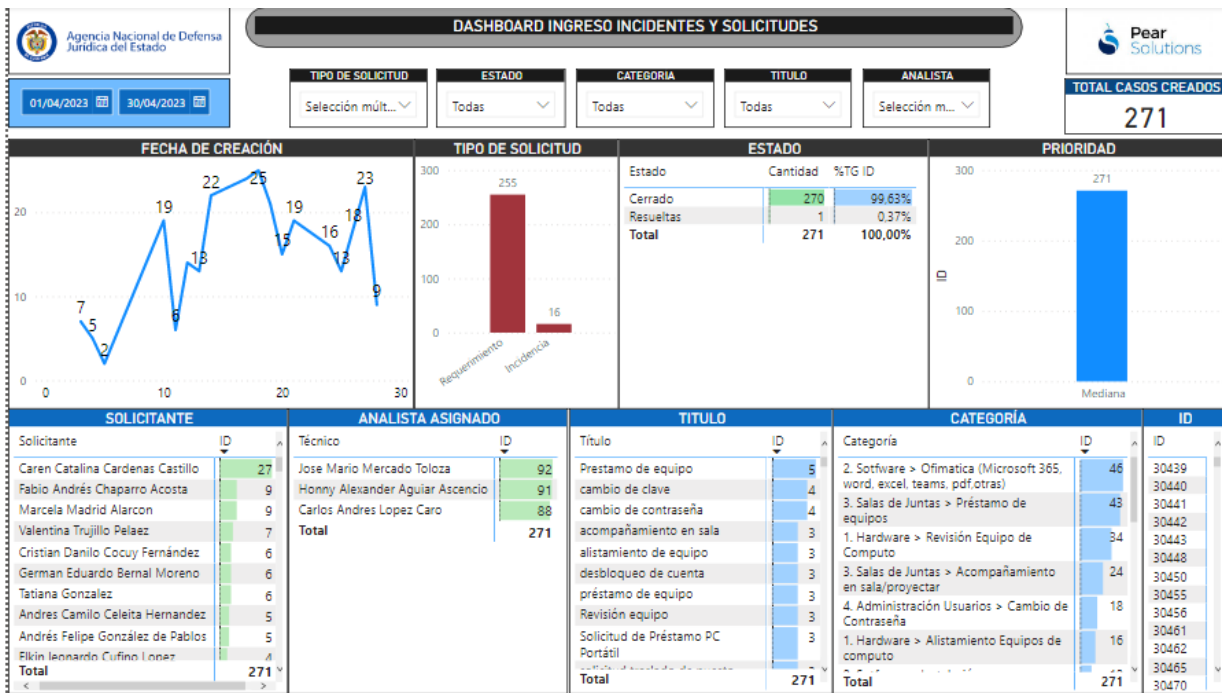 Agencia Nacional de Defensa
Jurídica del Estado
DASHBOARD INGRESO INCIDENTES Y SOLICITUDES
Pear
Solutions
01/04/2023 30/04/2023
TIPO DE SOLICITUD
Selección múlt...
ESTADO
Todas
CATEGORIA
Todas
TITULO
Todas
ANALISTA
Selección m...
TOTAL CASOS CREADOS
271
FECHA DE CREACIÓN
20
10
0
7
5
2
19
6
13
22
25
15
19
16
13
18
23
9
0 10 20 30
TIPO DE SOLICITUD
300
200
100
0
255
16
Requerimiento
Incidencia
ESTADO
Estado Cantidad %TG ID
Cerrado 270 99,63%
Resueltas 1 0,37%
Total 271 100,00%
PRIORIDAD
300
200
100
0
ID
271
Mediana
SOLICITANTE
Solicitante ID
Caren Catalina Cardenas Castillo 27
Fabio Andrés Chaparro Acosta 9
Marcela Madrid Alarcon 9
Valentina Trujillo Pelaez 7
Cristian Danilo Cocuy Fernández 6
German Eduardo Bernal Moreno 6
Tatiana Gonzalez 6
Andres Camilo Celeita Hernandez 5
Andrés Felipe González de Pablos 5
Elkin leonardo Cufino Lopez 4
Total 271
ANALISTA ASIGNADO
Técnico ID
Jose Mario Mercado Toloza 92
Honny Alexander Aguiar Ascencio 91
Carlos Andres Lopez Caro 88
Total 271
TITULO
Título ID
Prestamo de equipo 5
cambio de clave 4
cambio de contraseña 4
acompañamiento en sala 3
alistamiento de equipo 3
desbloqueo de cuenta 3
préstamo de equipo 3
Revisión equipo 3
Solicitud de Préstamo PC 3
Portátil
Total 271
CATEGORÍA
Categoría ID
2. Sotfware > Ofimatica (Microsoft 365, 46
word, excel, teams, pdf,otras)
3. Salas de Juntas > Préstamo de 43
equipos
1. Hardware > Revisión Equipo de 34
Computo
3. Salas de Juntas > Acompañamiento 24
en sala/proyectar
4. Administración Usuarios > Cambio de 18
Contraseña
1. Hardware > Alistamiento Equipos de 16
computo
Total 271
ID
ID
30439
30440
30441
30442
30443
30448
30450
30455
30456
30461
30462
30465
30470